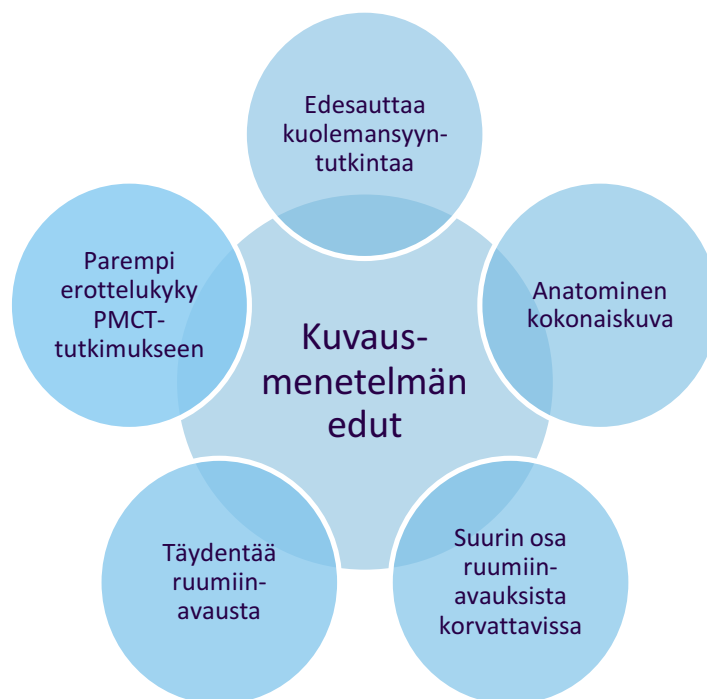 Edesauttaa
kuolemansyyn-
tutkintaa
Anatominen
kokonaiskuva
Suurin osa
ruumiin-
avauksista
korvattavissa
Täydentää
ruumiin-
avausta
Parempi
erottelukyky
PMCT-
tutkimukseen
Kuvaus-
menetelmän
edut